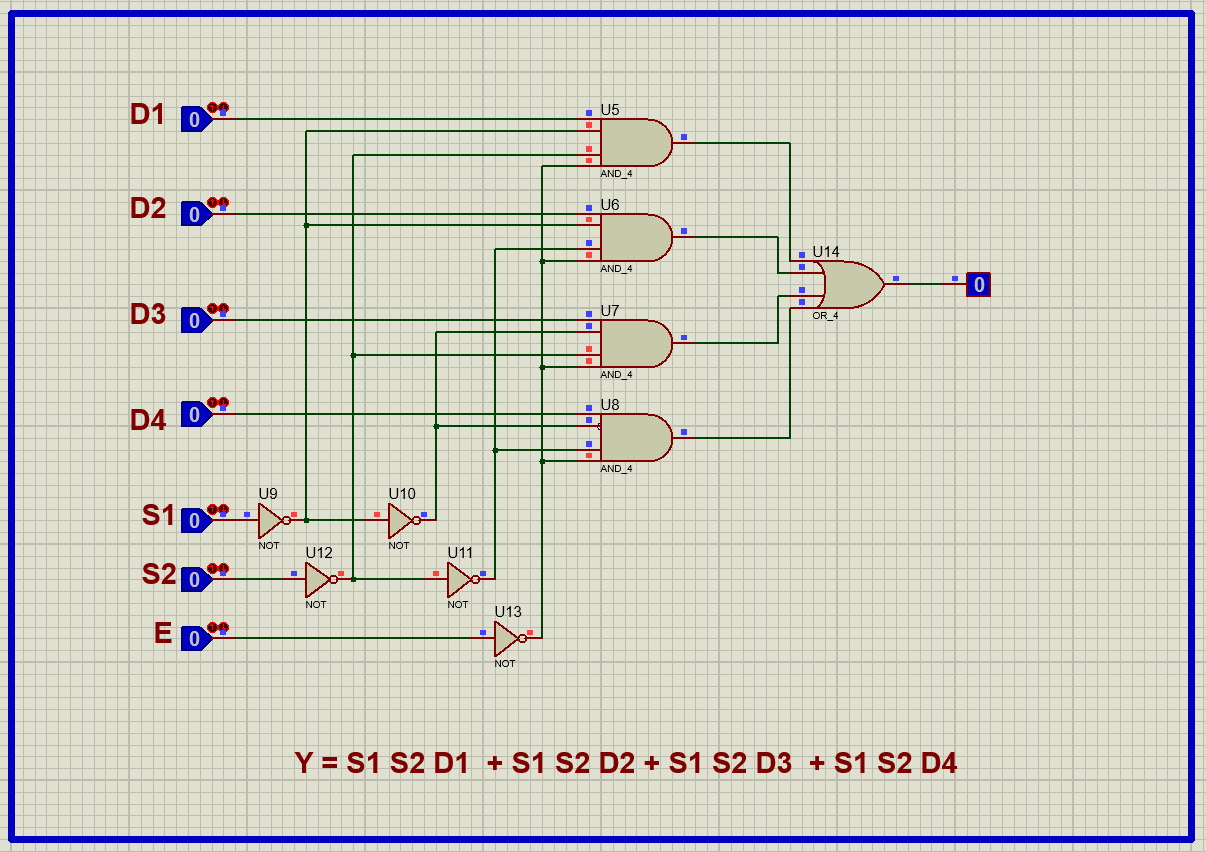 D1 0 U5
AND_4
D2 0 U6
AND_4
U14
0
OR_4
D3 0 U7
AND_4
D4 0 U8
AND_4
S1 0 U9 U10
NOT NOT
S2 0 U12 U11
NOT NOT
E 0 U13
NOT
Y = S1 S2 D1 + S1 S2 D2 + S1 S2 D3 + S1 S2 D4